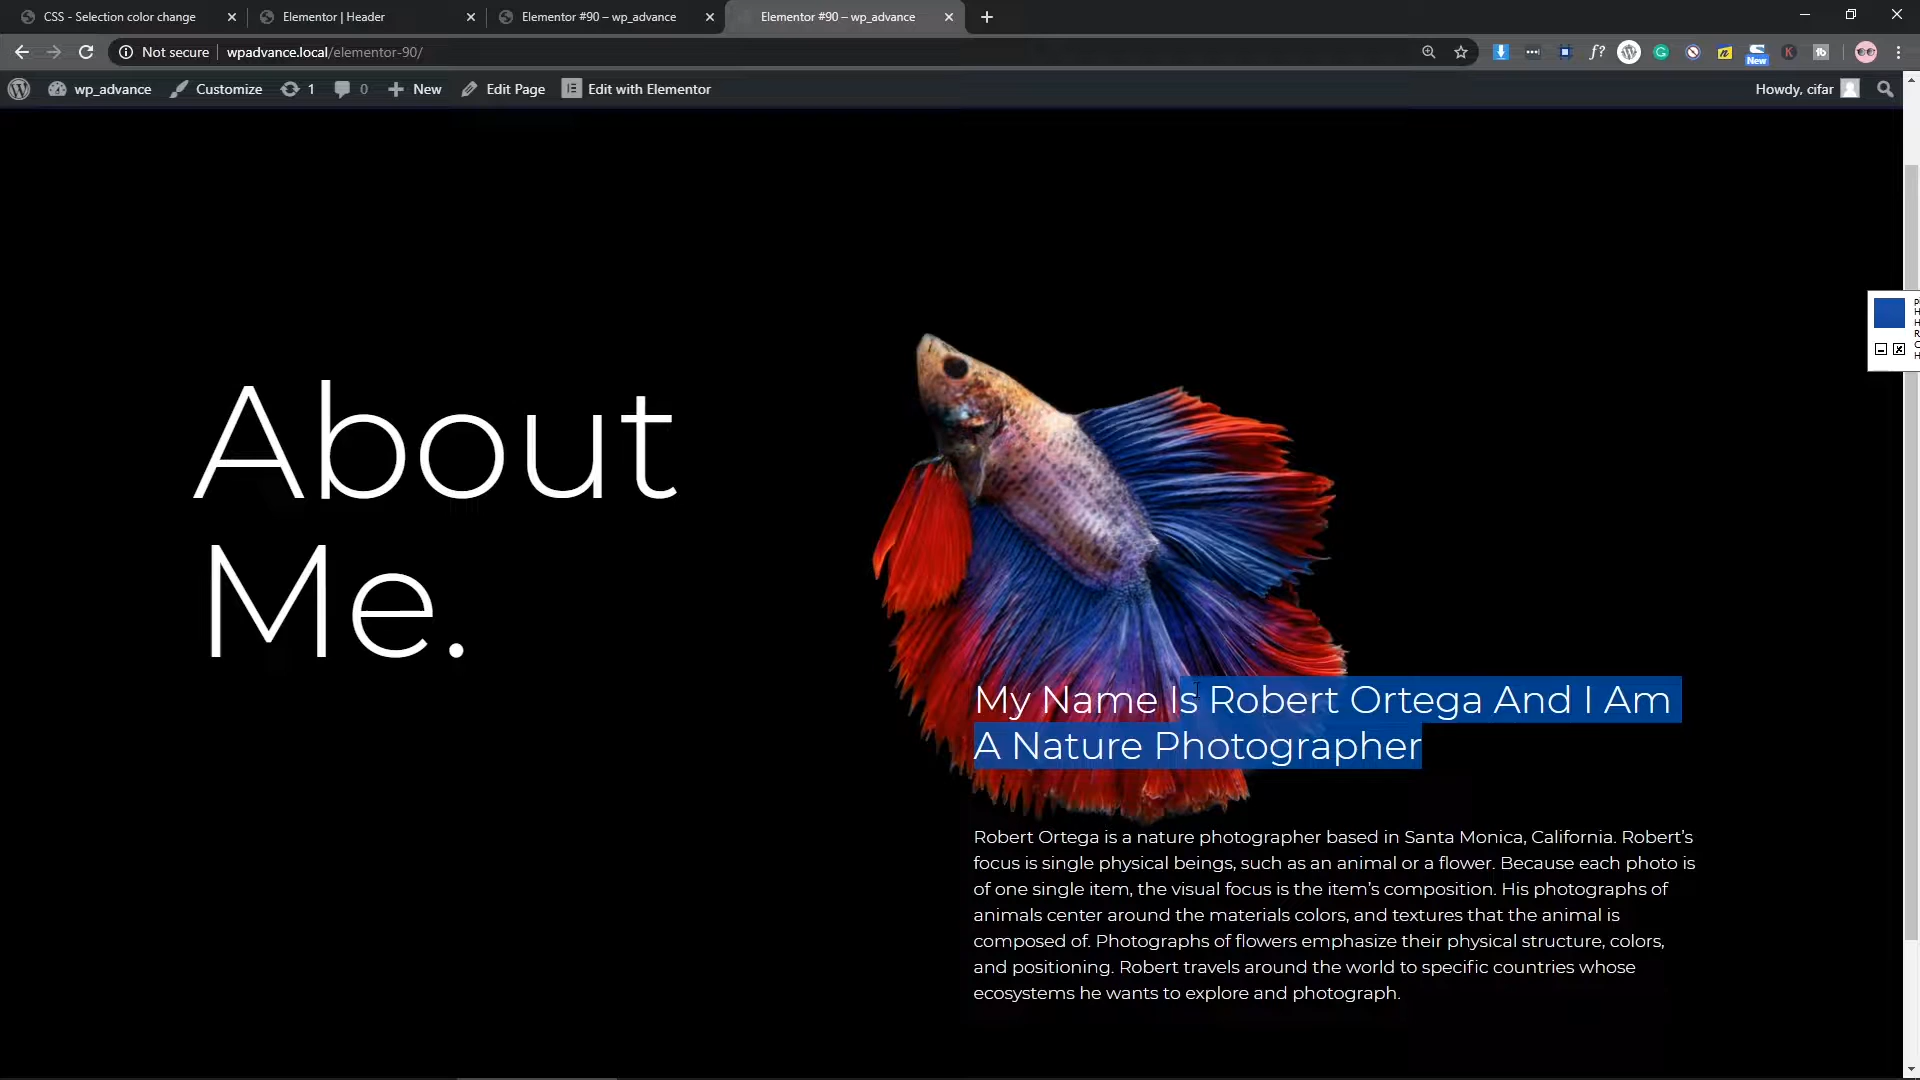 CSS - Selection color change
Elementor | Header
Elementor #90 – wp_advance
Elementor #90 – wp_advance
Not secure
wpadvance.local/elementor-90/
New
wp_advance
Customize
1
0
New
Edit Page
Edit with Elementor
Howdy, cifar
About
Me.
My Name Is Robert Ortega And I Am
A Nature Photographer
Robert Ortega is a nature photographer based in Santa Monica, California. Robert’s
focus is single physical beings, such as an animal or a flower. Because each photo is
of one single item, the visual focus is the item’s composition. His photographs of
animals center around the materials colors, and textures that the animal is
composed of. Photographs of flowers emphasize their physical structure, colors,
and positioning. Robert travels around the world to specific countries whose
ecosystems he wants to explore and photograph.